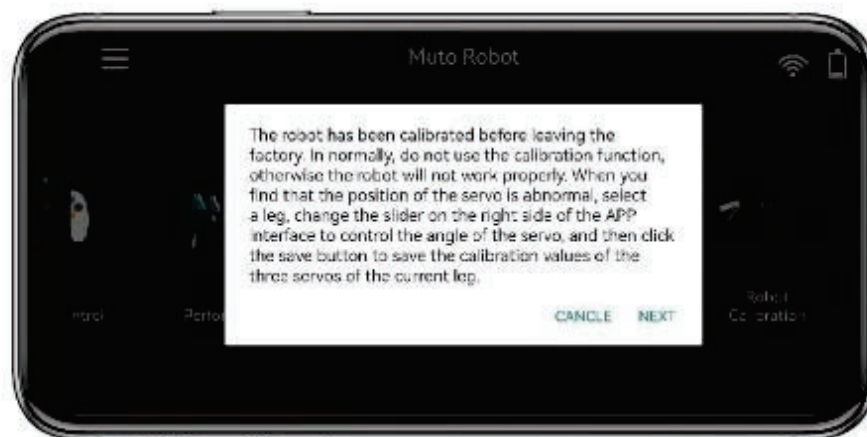 Muto Robot
The robot has been calibrated before leaving the
factory. In normally, do not use the calibration function,
otherwise the robot will not work properly. When you
find that the position of the servo is abnormal, select
a leg, change the slider on the right side of the APP
interface to control the angle of the servo, and then click
the save button to save the calibration values of the
three servos of the current leg.
CANCLE NEXT
ntrol
Perfor
Robot
Calibration